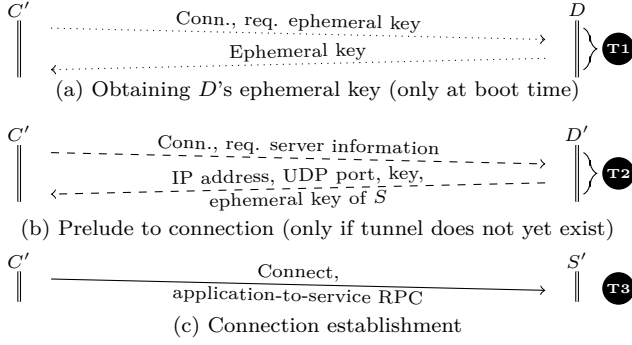 C′ D
Conn., req. ephemeral key
T1
Ephemeral key
(a) Obtaining D's ephemeral key (only at boot time)
C′ D′
Conn., req. server information
IP address, UDP port, key,
T2
ephemeral key of S
(b) Prelude to connection (only if tunnel does not yet exist)
C′ S′
Connect,
T3
application-to-service RPC
(c) Connection establishment